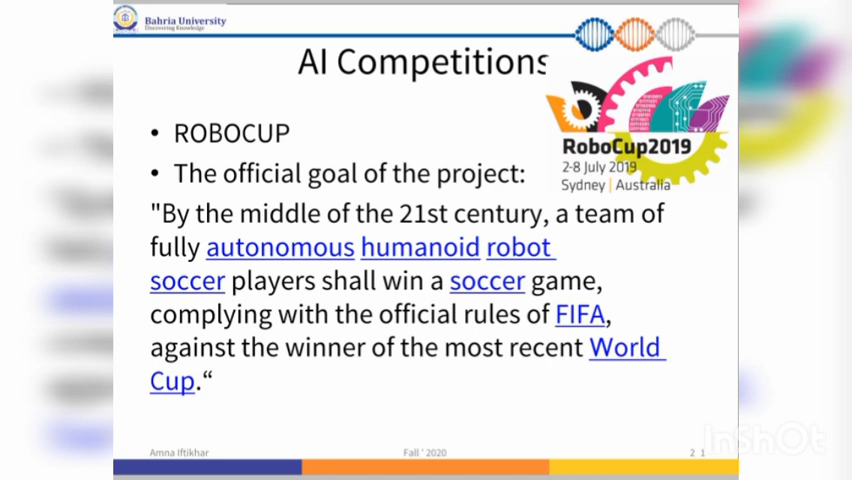 Bahria University
Discovering Knowledge
AI Competitions
• ROBOCUP
• The official goal of the project:
RoboCup2019
2-8 July 2019
Sydney | Australia
"By the middle of the 21st century, a team of
fully autonomous humanoid robot
soccer players shall win a soccer game,
complying with the official rules of FIFA,
against the winner of the most recent World
Cup.“
Amna Iftikhar
Fall ' 2020
2 1
InShOt